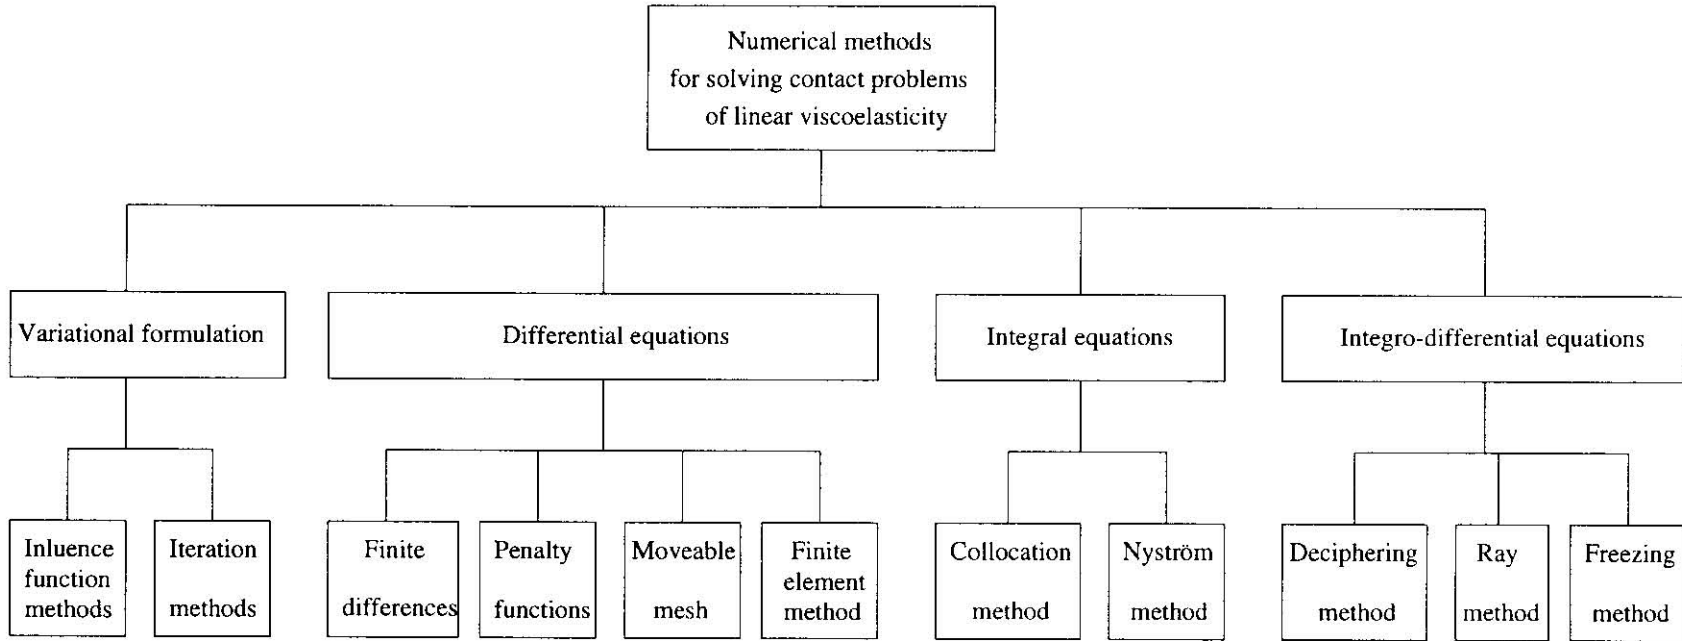 Numerical methods
for solving contact problems
of linear viscoelasticity
Variational formulation
Differential equations
Integral equations
Integro-differential equations
Inluence
function
methods
Iteration
methods
Finite
differences
Penalty
functions
Moveable
mesh
Finite
element
method
Collocation
method
Nyström
method
Deciphering
method
Ray
method
Freezing
method